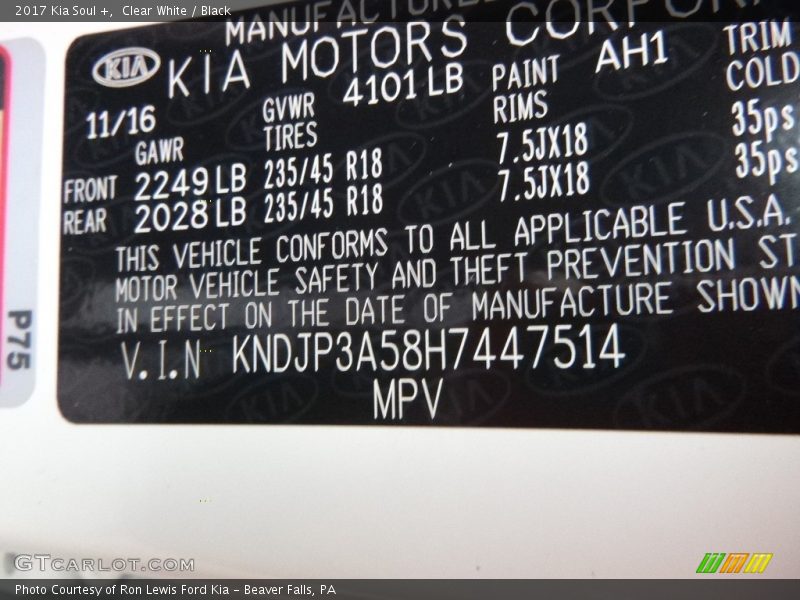 2017 Kia Soul +, Clear White / Black
MANUFACTURE
KIA KIA MOTORS CORPOR
11/16 GVWR 4101 LB PAINT AH1 TRIM
GAWR TIRES RIMS COLD
FRONT 2249 LB 235/45 R18 7.5JX18 35ps
REAR 2028 LB 235/45 R18 7.5JX18 35ps
THIS VEHICLE CONFORMS TO ALL APPLICABLE U.S.A.
MOTOR VEHICLE SAFETY AND THEFT PREVENTION ST
IN EFFECT ON THE DATE OF MANUFACTURE SHOWN
V.I.N KNDJP3A58H7447514
MPV
P75
GTCARLOT.COM
Photo Courtesy of Ron Lewis Ford Kia - Beaver Falls, PA